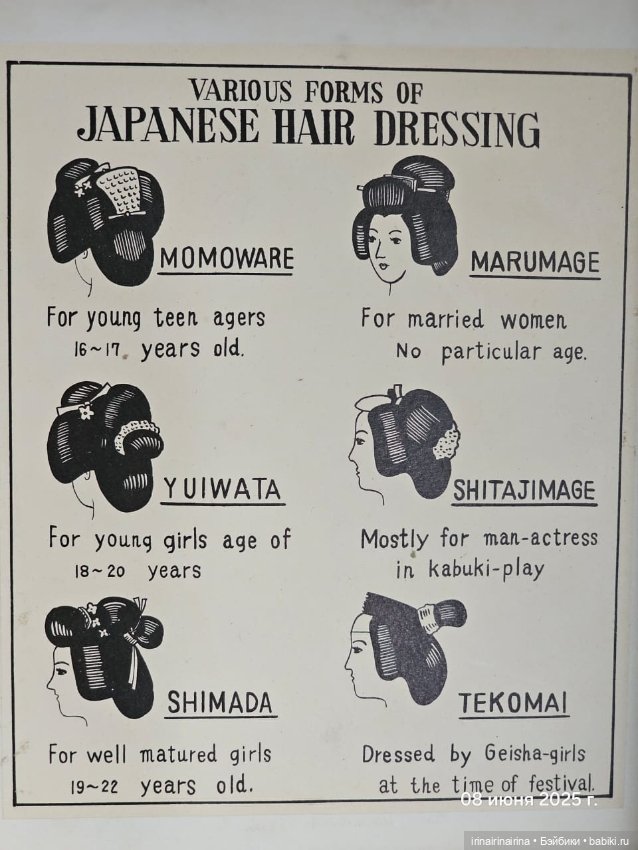 VARIOUS FORMS OF
JAPANESE HAIR DRESSING
MOMOWARE
For young teen agers
16~17 years old.
MARUMAGE
For married women
No particular age.
YUIWATA
For young girls age of
18~20 years
SHITAJIMAGE
Mostly for man-actress
in kabuki-play
SHIMADA
For well matured girls
19~22 years old.
TEKOMAI
Dressed by Geisha-girls
at the time of festival.
08 июня 2025 г.
irinairinairina • Бэйбики • babiki.ru